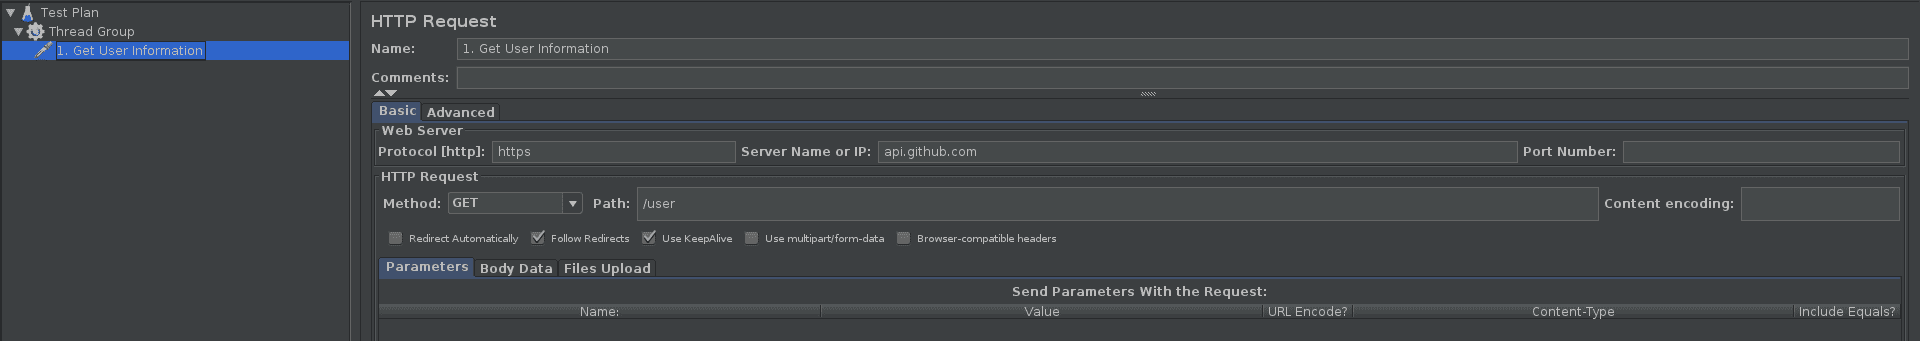 Test Plan
Thread Group
1. Get User Information
HTTP Request
Name: 1. Get User Information
Comments:
Basic Advanced
Web Server
Protocol [http]: https Server Name or IP: api.github.com Port Number:
HTTP Request
Method: GET Path: /user Content encoding:
Redirect Automatically Follow Redirects Use KeepAlive Use multipart/form-data Browser-compatible headers
Parameters Body Data Files Upload
Send Parameters With the Request:
Name: Value URL Encode? Content-Type Include Equals?